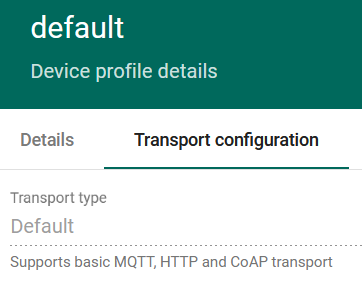 default
Device profile details
Details
Transport configuration
Transport type
Default
Supports basic MQTT, HTTP and CoAP transport